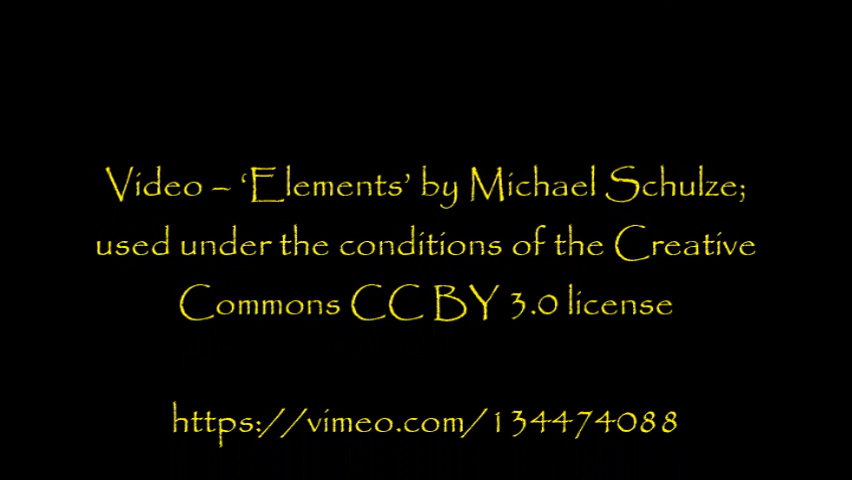 Video – ‘Elements’ by Michael Schulze;
used under the conditions of the Creative
Commons CC BY 3.0 license
https://vimeo.com/134474088